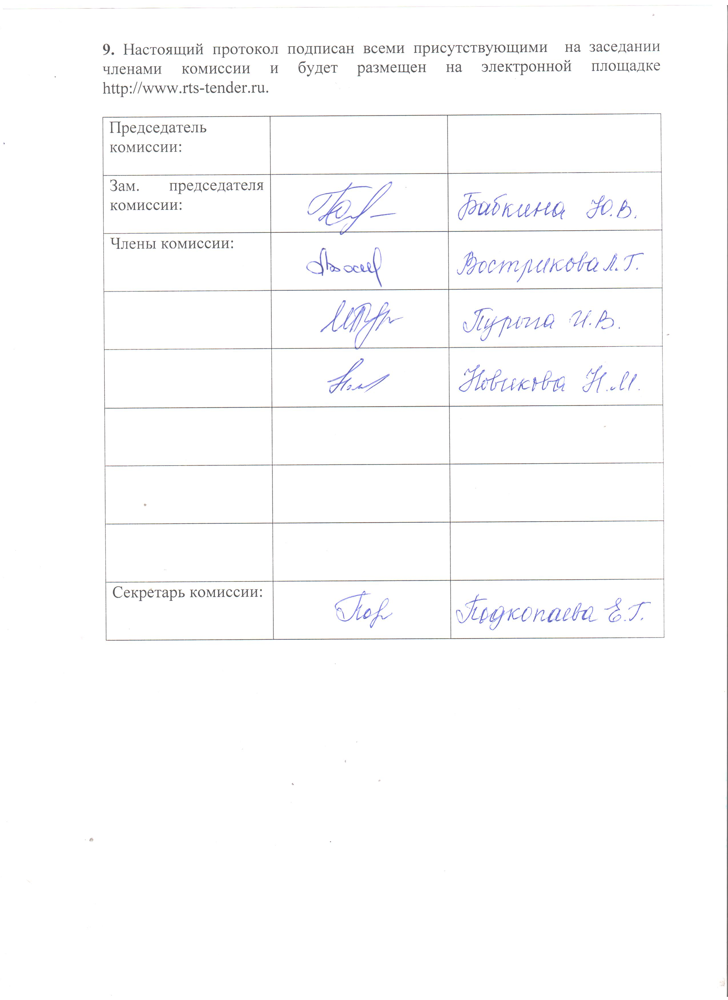 9. Настоящий протокол подписан всеми присутствующими на заседании
членами комиссии и будет размещен на электронной площадке
http://www.rts-tender.ru.
Председатель
комиссии:
Зам. председателя
комиссии:
Бабкина Ю.В.
Члены комиссии:
Вострикова Л.Г.
И.В.
Новикова Н.М.
Секретарь комиссии:
Подкопаева Е.Г.